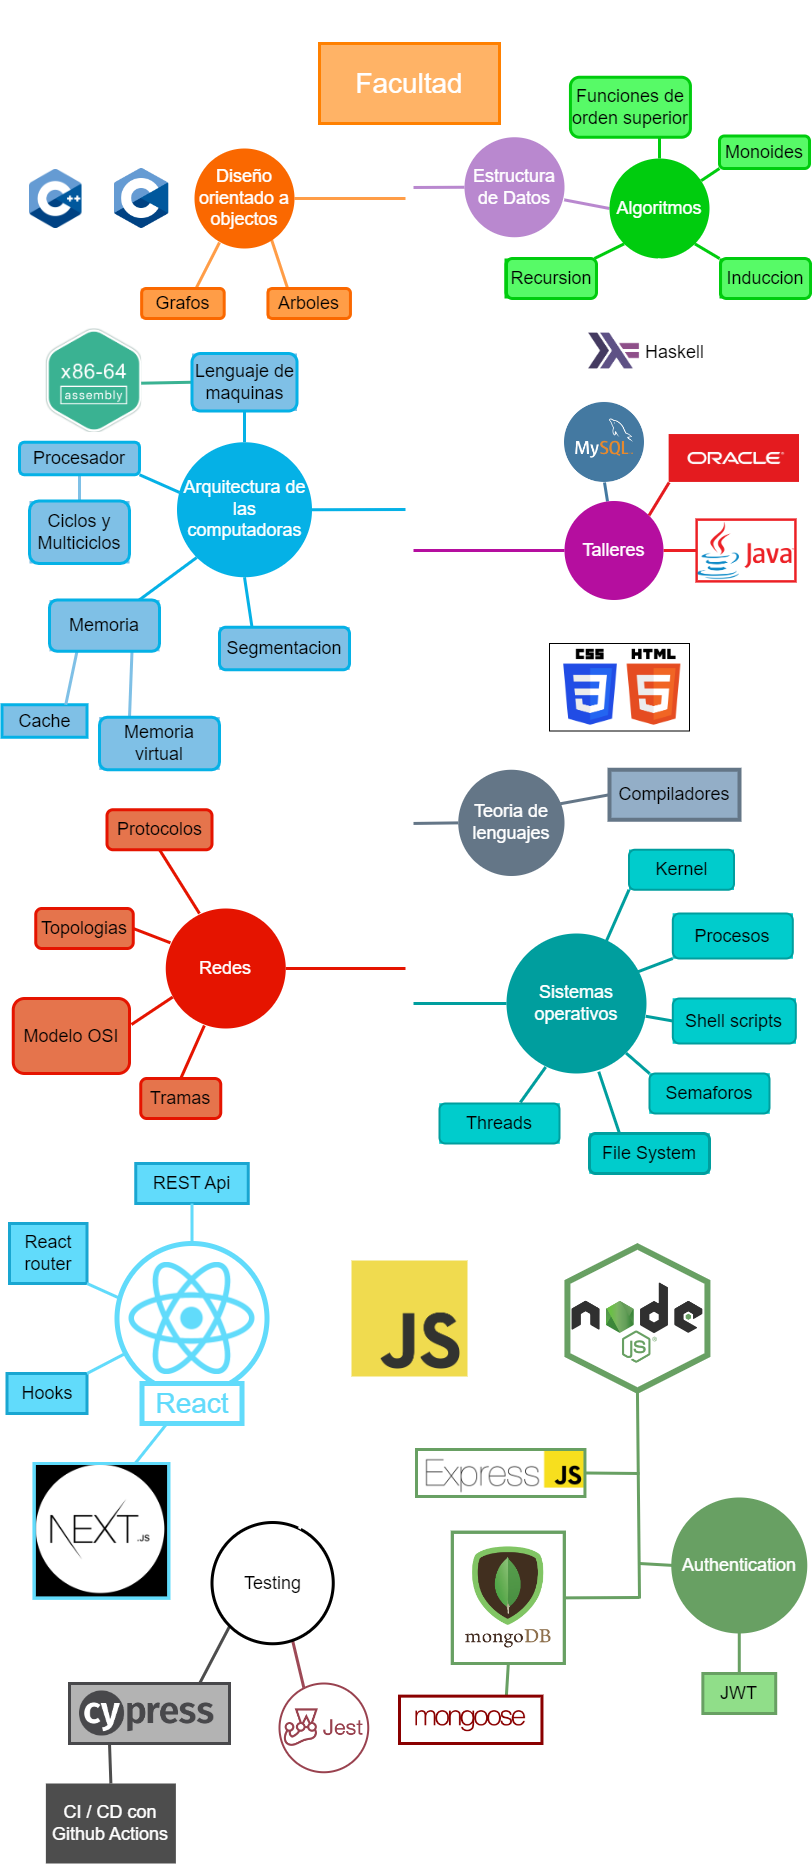 Facultad
Funciones de
orden superior
Monoides
Diseño
orientado a
objetos
C++
C
Estructura
de Datos
Algoritmos
Recursion
Induccion
Grafos
Arboles
x86-64
assembly
Lenguaje de
maquinas
Haskell
MySQL
ORACLE
Procesador
Arquitectura de
las
computadoras
Ciclos y
Multiciclos
Talleres
Java
Memoria
Segmentacion
CSS
3
HTML
5
Cache
Memoria
virtual
Teoria de
lenguajes
Compiladores
Protocolos
Kernel
Topologias
Procesos
Redes
Sistemas
operativos
Modelo OSI
Shell scripts
Tramas
Semaforos
Threads
File System
REST Api
React
router
JS
node
JS
Hooks
React
Express
JS
NEXT
.JS
Testing
Authentication
mongoDB
JWT
cypress
Jest
mongoose
CI / CD con
Github Actions